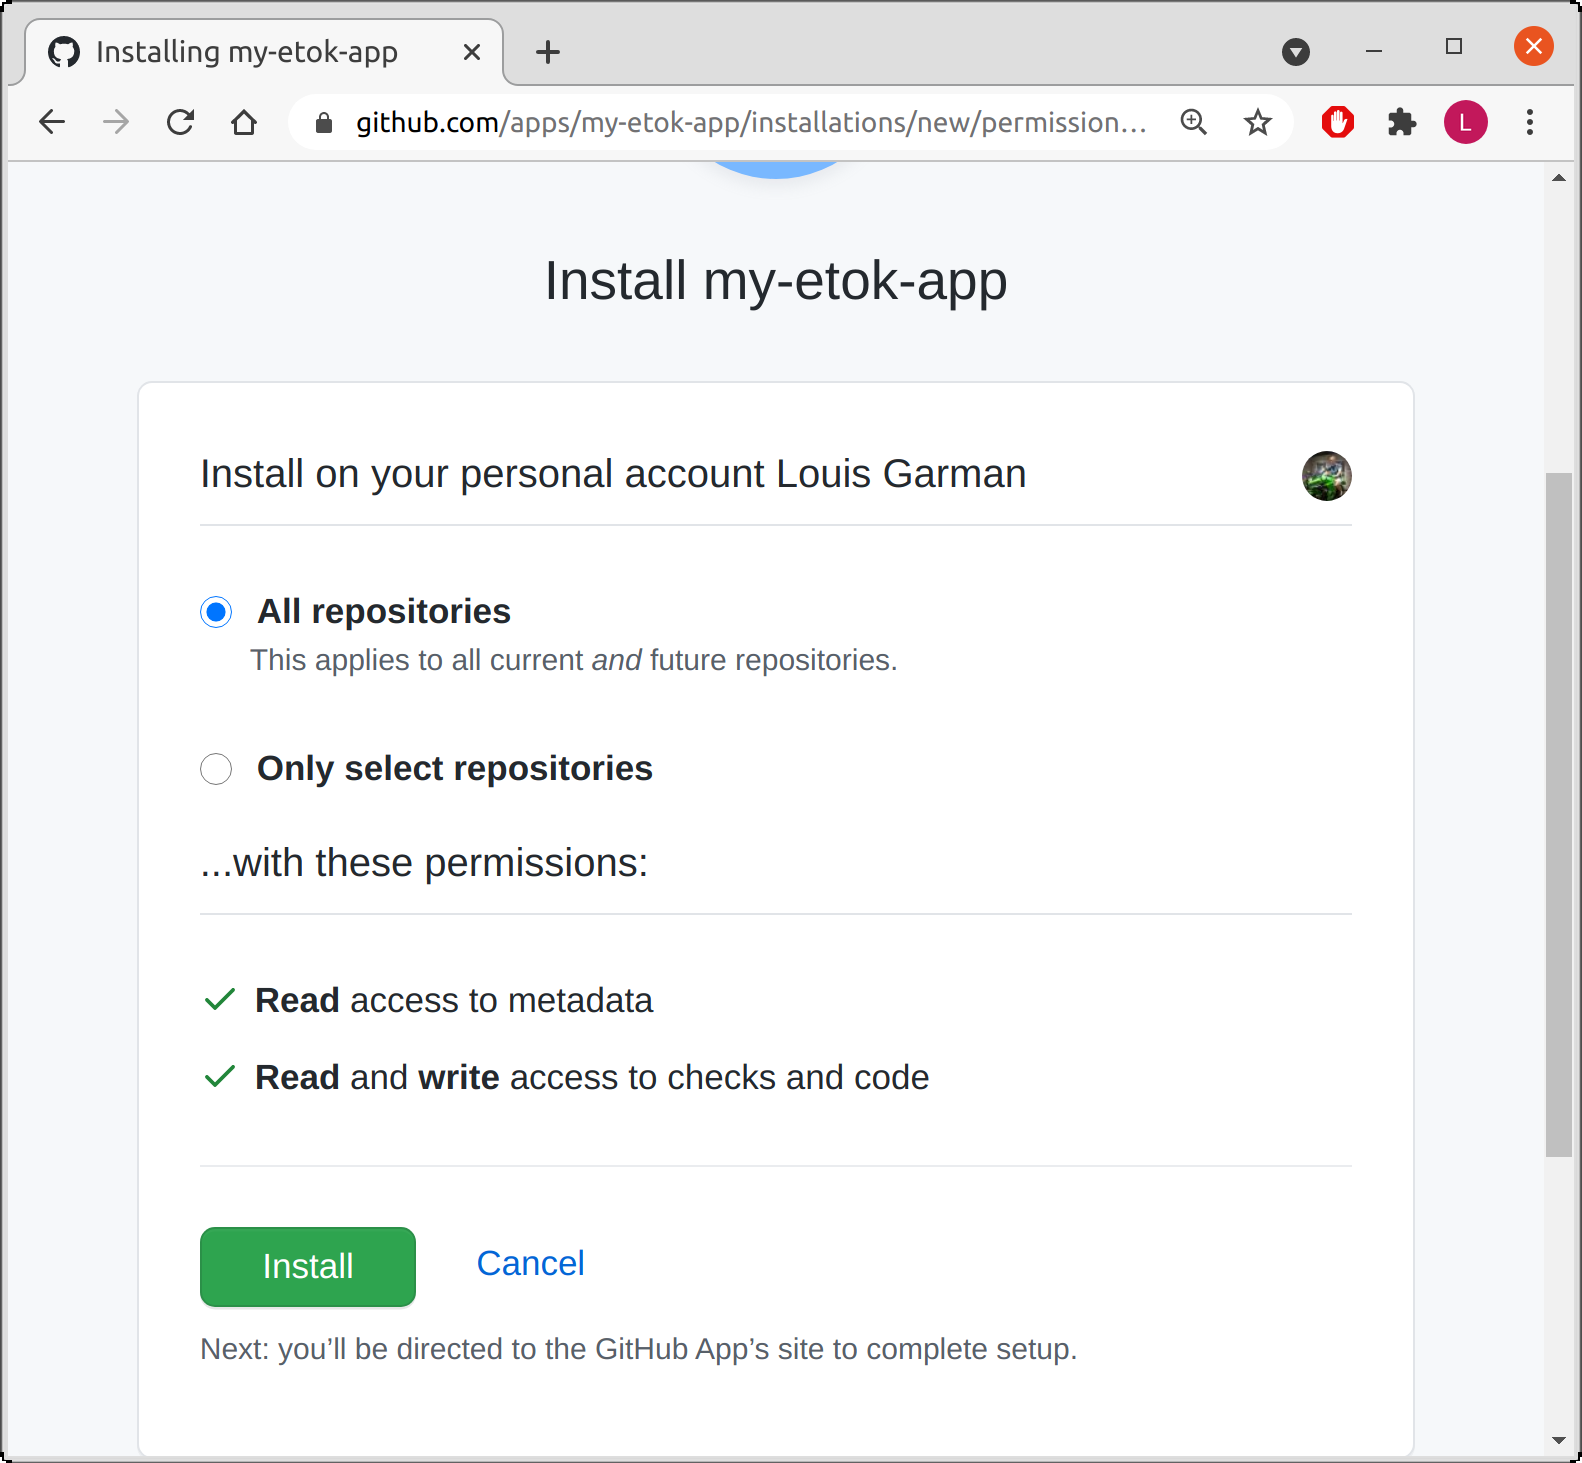 Installing my-etok-app
github.com/apps/my-etok-app/installations/new/permission...
L
Install my-etok-app
Install on your personal account Louis Garman
All repositories
This applies to all current and future repositories.
Only select repositories
...with these permissions:
Read access to metadata
Read and write access to checks and code
Install
Cancel
Next: you’ll be directed to the GitHub App’s site to complete setup.